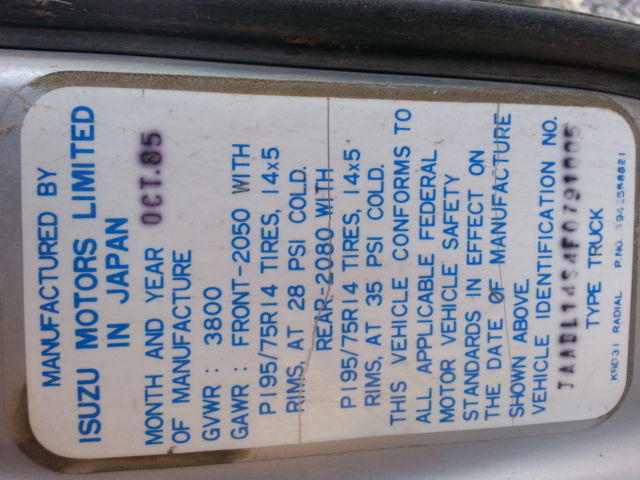 MANUFACTURED BY
ISUZU MOTORS LIMITED
IN JAPAN
MONTH AND YEAR OCT.85
OF MANUFACTURE
GVWR : 3800
GAWR : FRONT-2050 WITH
P195/75R14 TIRES, 14x5
RIMS, AT 28 PSI COLD.
REAR-2080 WITH
P195/75R14 TIRES, 14x5
RIMS, AT 35 PSI COLD.
THIS VEHICLE CONFORMS TO
ALL APPLICABLE FEDERAL
MOTOR VEHICLE SAFETY
STANDARDS IN EFFECT ON
THE DATE OF MANUFACTURE
SHOWN ABOVE.
VEHICLE IDENTIFICATION NO.
JAABL14S4F0791005
TYPE TRUCK
RADIAL P.NO.